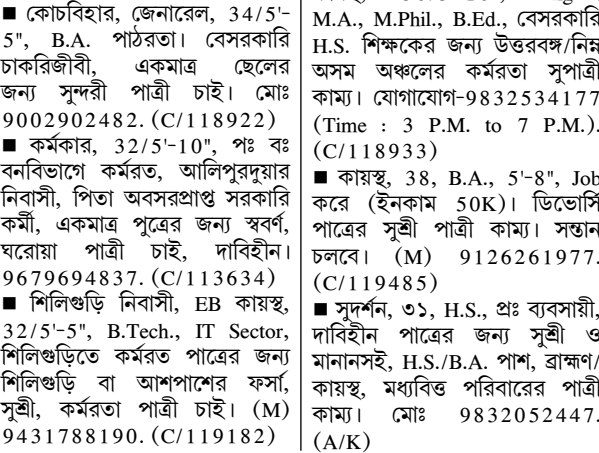 ■ কোচবিহার, জেনারেল, 34/5'-
5", B.A. পাঠরতা। বেসরকারি
চাকরিজীবী, একমাত্র ছেলের
জন্য সুন্দরী পাত্রী চাই। মোঃ
9002902482. (C/118922)
■ কর্মকার, 32/5'-10", পঃ বঃ
বনবিভাগে কর্মরত, আলিপুরদুয়ার
নিবাসী, পিতা অবসরপ্রাপ্ত সরকারি
কর্মী, একমাত্র পুত্রের জন্য স্ববর্ণ,
ঘরোয়া পাত্রী চাই, দাবিহীন।
9679694837. (C/113634)
■ শিলিগুড়ি নিবাসী, EB কায়স্থ,
32/5'-5", B.Tech., IT Sector,
শিলিগুড়িতে কর্মরত পাত্রের জন্য
শিলিগুড়ি বা আশপাশের ফর্সা,
সুশ্রী, কর্মরতা পাত্রী চাই। (M)
9431788190. (C/119182)
M.A., M.Phil., B.Ed., বেসরকারি
H.S. শিক্ষকের জন্য উত্তরবঙ্গ/নিম্ন
অসম অঞ্চলের কর্মরতা সুপাত্রী
কাম্য। যোগাযোগ-9832534177
(Time : 3 P.M. to 7 P.M.).
(C/118933)
■ কায়স্থ, 38, B.A., 5'-8", Job
করে (ইনকাম 50K)। ডিভোর্সি
পাত্রের সুশ্রী পাত্রী কাম্য। সন্তান
চলবে। (M) 9126261977.
(C/119485)
■ সুদর্শন, ৩১, H.S., প্রঃ ব্যবসায়ী,
দাবিহীন পাত্রের জন্য সুশ্রী ও
মানানসই, H.S./B.A. পাশ, ব্রাহ্মণ/
কায়স্থ, মধ্যবিত্ত পরিবারের পাত্রী
কাম্য। মোঃ 9832052447.
(A/K)